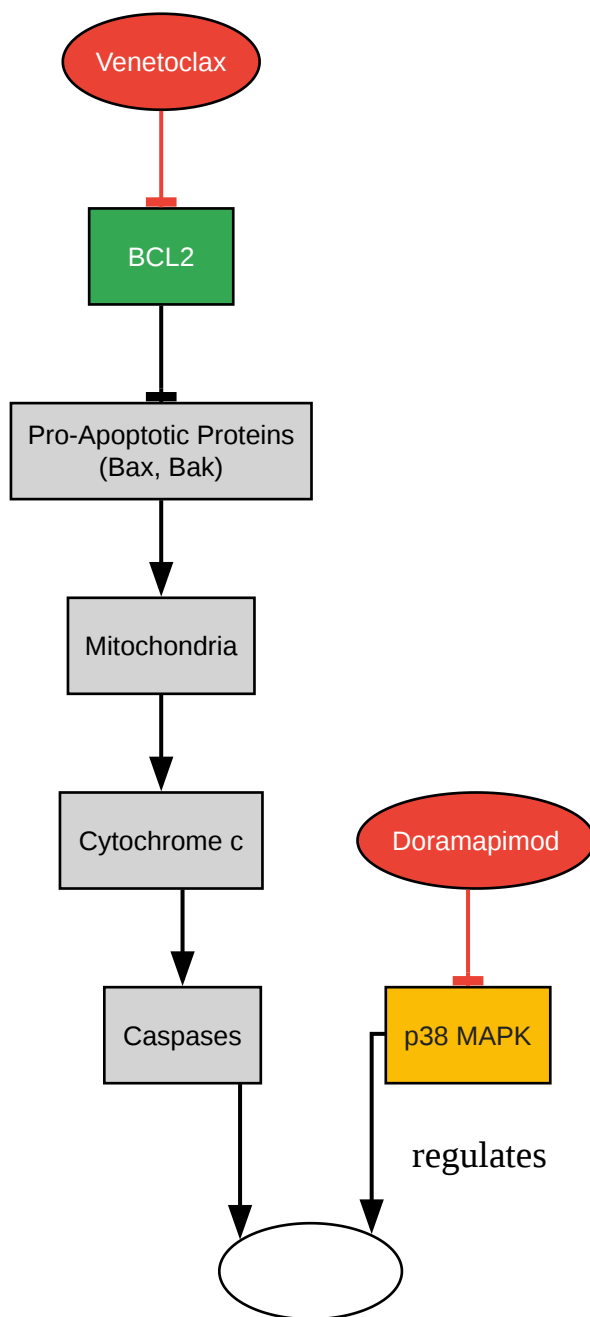 Venetoclax
BCL2
Pro-Apoptotic Proteins
(Bax, Bak)
Mitochondria
Cytochrome c
Doramapimod
Caspases
p38 MAPK
regulates